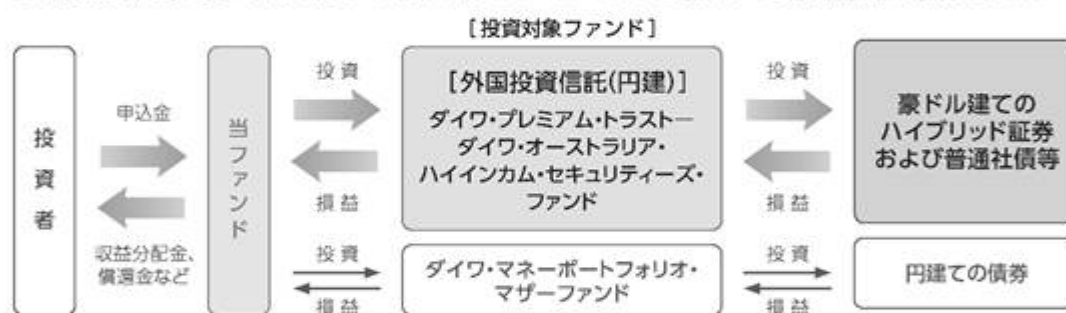 [投資対象ファンド]
投資者
申込金
収益分配金、
償還金など
当ファンド
投資
損益
[外国投資信託(円建)]
ダイワ・プレミアム・トラスト―
ダイワ・オーストラリア・
ハイインカム・セキュリティーズ・
ファンド
投資
損益
豪ドル建ての
ハイブリッド証券
および普通社債等
投資
損益
ダイワ・マネーポートフォリオ・
マザーファンド
投資
損益
円建ての債券